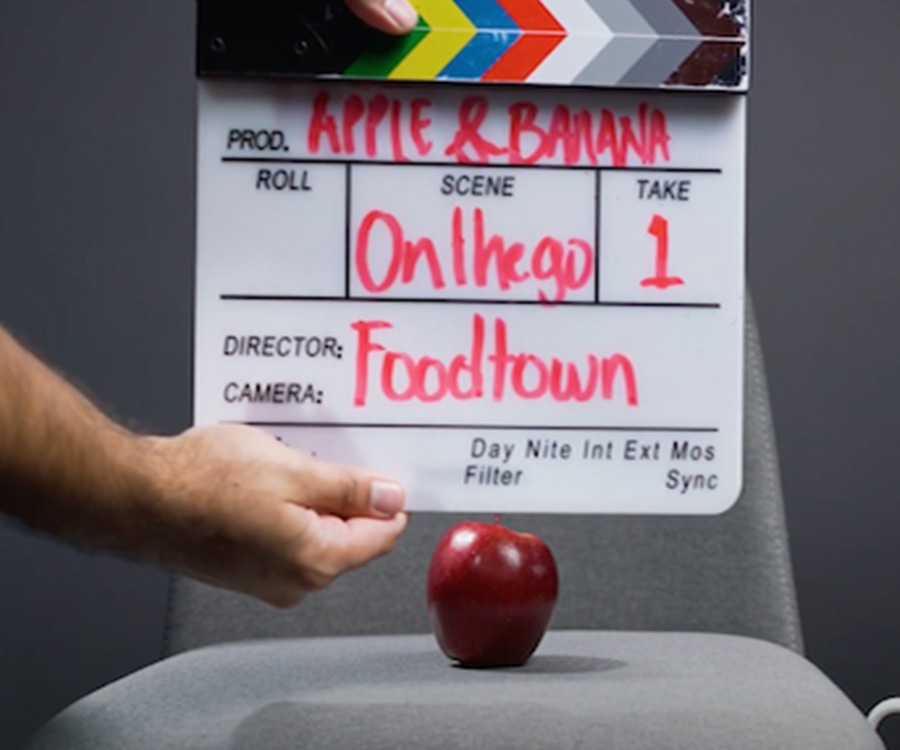 PROD. APPLE & BANANA
ROLL SCENE TAKE
Onthego 1
DIRECTOR: Foodtown
CAMERA:
Day Nite Int Ext Mos
Filter Sync